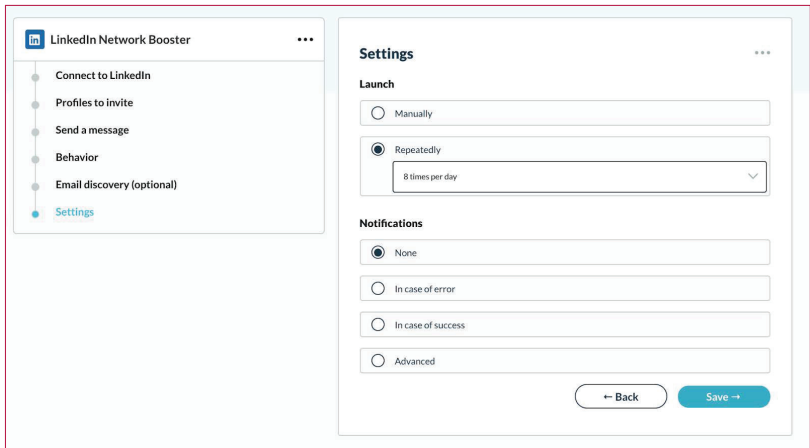 in LinkedIn Network Booster
Connect to LinkedIn
Profiles to invite
Send a message
Behavior
Email discovery (optional)
Settings
Settings
Launch
Manually
Repeatedly
8 times per day
Notifications
None
In case of error
In case of success
Advanced
← Back
Save →